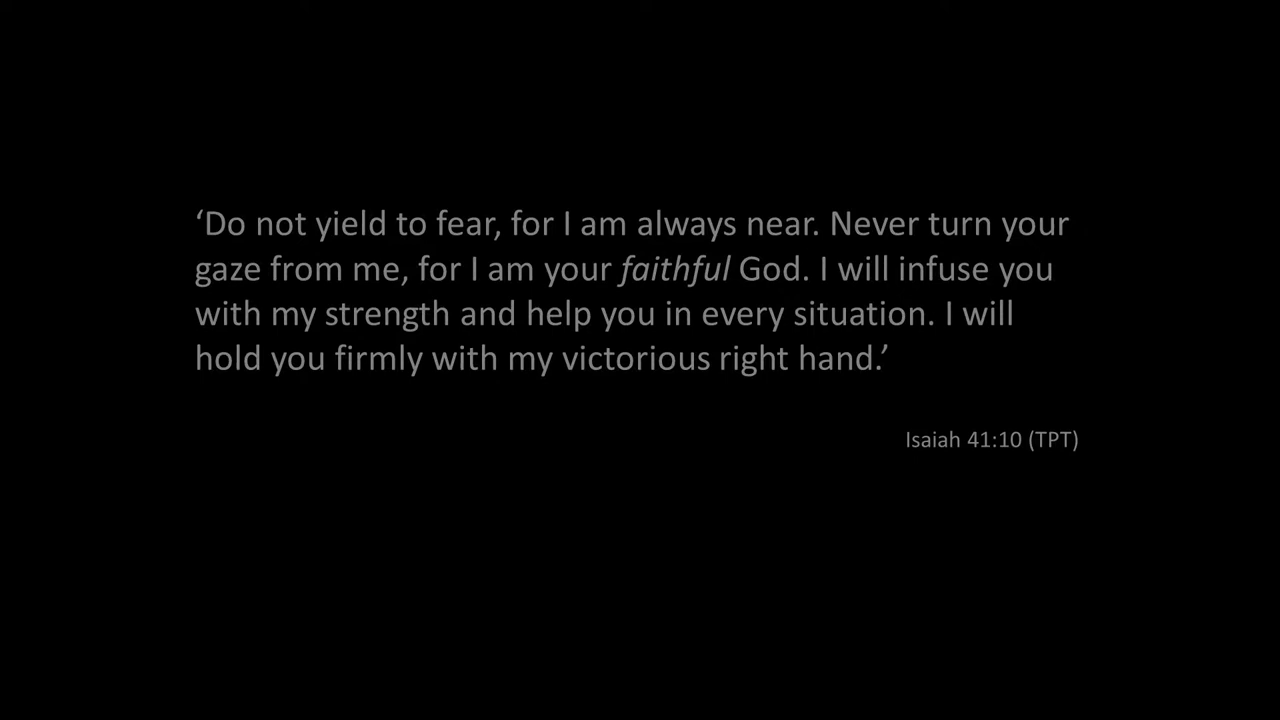 ‘Do not yield to fear, for I am always near. Never turn your
gaze from me, for I am your faithful God. I will infuse you
with my strength and help you in every situation. I will
hold you firmly with my victorious right hand.’
Isaiah 41:10 (TPT)